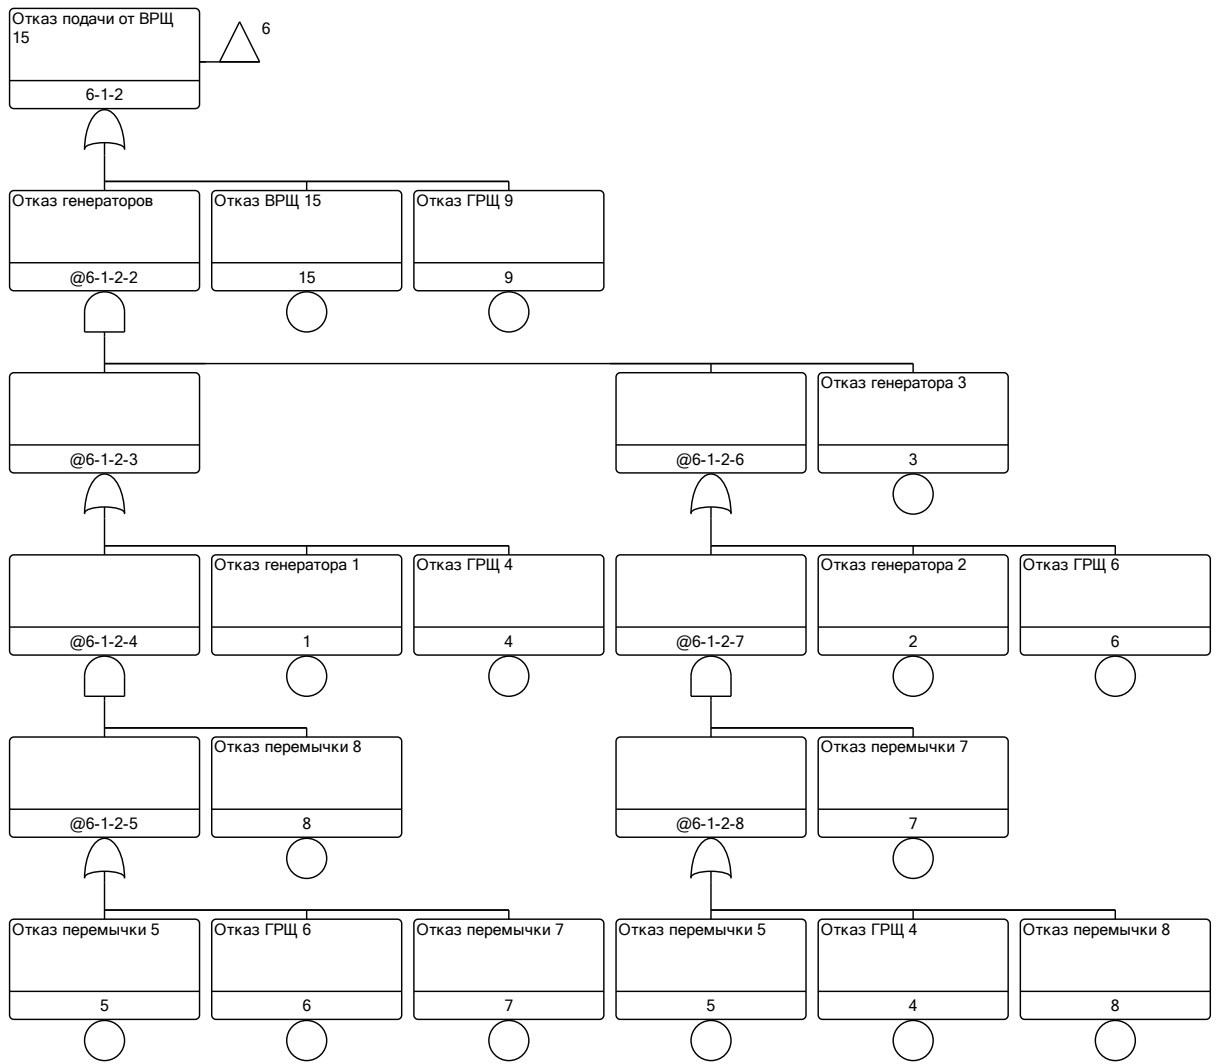 Отказ подачи от ВРЩ
15
6
6-1-2
Отказ генераторов
@6-1-2-2
Отказ ВРЩ 15
15
Отказ ГРЩ 9
9
@6-1-2-3
@6-1-2-6
Отказ генератора 3
3
@6-1-2-4
Отказ генератора 1
1
Отказ ГРЩ 4
4
@6-1-2-7
Отказ генератора 2
2
Отказ ГРЩ 6
6
@6-1-2-5
Отказ перемычки 8
8
@6-1-2-8
Отказ перемычки 7
7
Отказ перемычки 5
5
Отказ ГРЩ 6
6
Отказ перемычки 7
7
Отказ перемычки 5
5
Отказ ГРЩ 4
4
Отказ перемычки 8
8